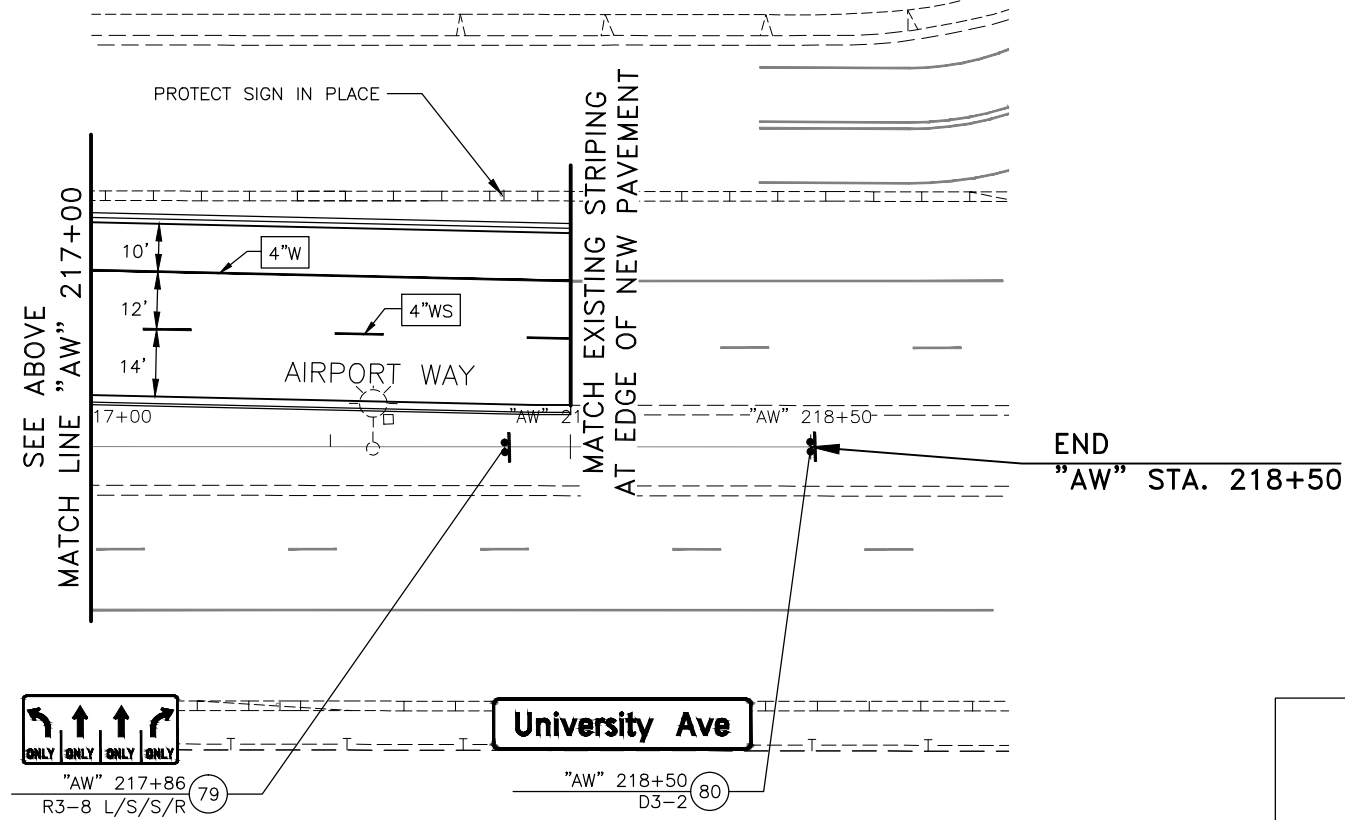 PROTECT SIGN IN PLACE
SEE ABOVE
MATCH LINE "AW" 217+00
10'
4"W
12'
4"WS
14'
AIRPORT WAY
MATCH EXISTING STRIPING
AT EDGE OF NEW PAVEMENT
17+00
"AW" 21
"AW" 218+50
END
"AW" STA. 218+50
ONLY ONLY ONLY ONLY
University Ave
"AW" 217+86
R3-8 L/S/S/R
79
"AW" 218+50
D3-2
80